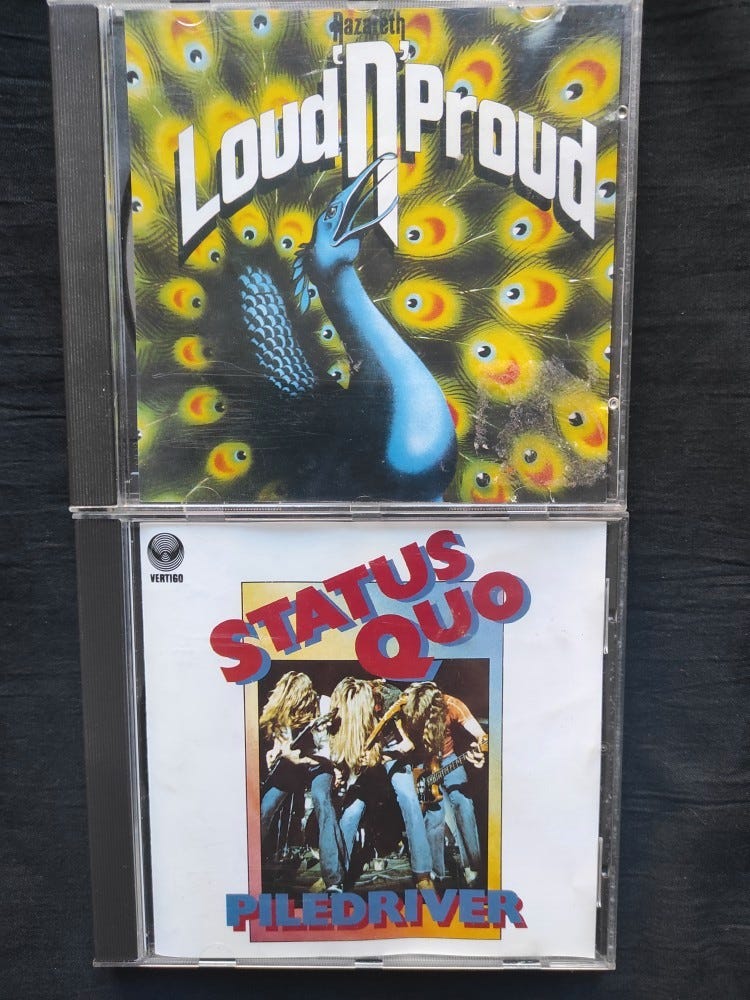 Nazareth
Loud 'n' Proud
VERTIGO
STATUS
QUO
PILEDRIVER